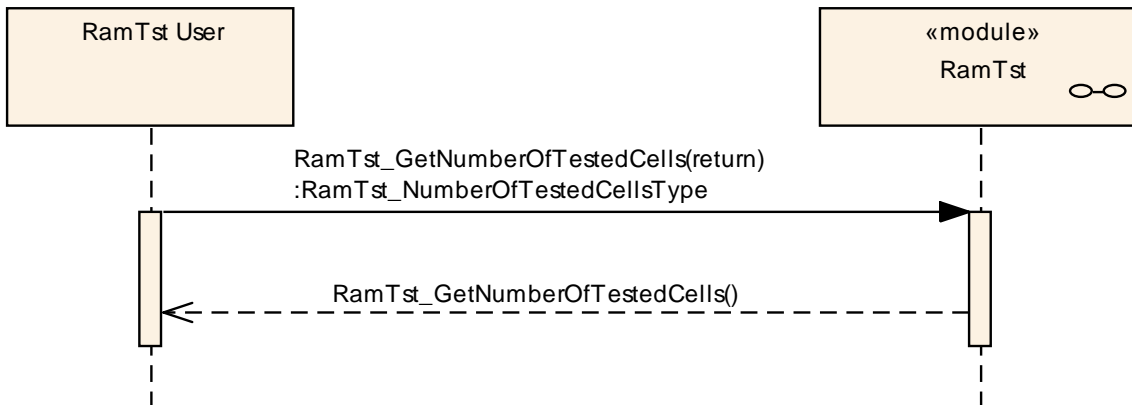 RamTst User
«module»
RamTst
RamTst_GetNumberOfTestedCells(return)
:RamTst_NumberOfTestedCellsType
RamTst_GetNumberOfTestedCells()